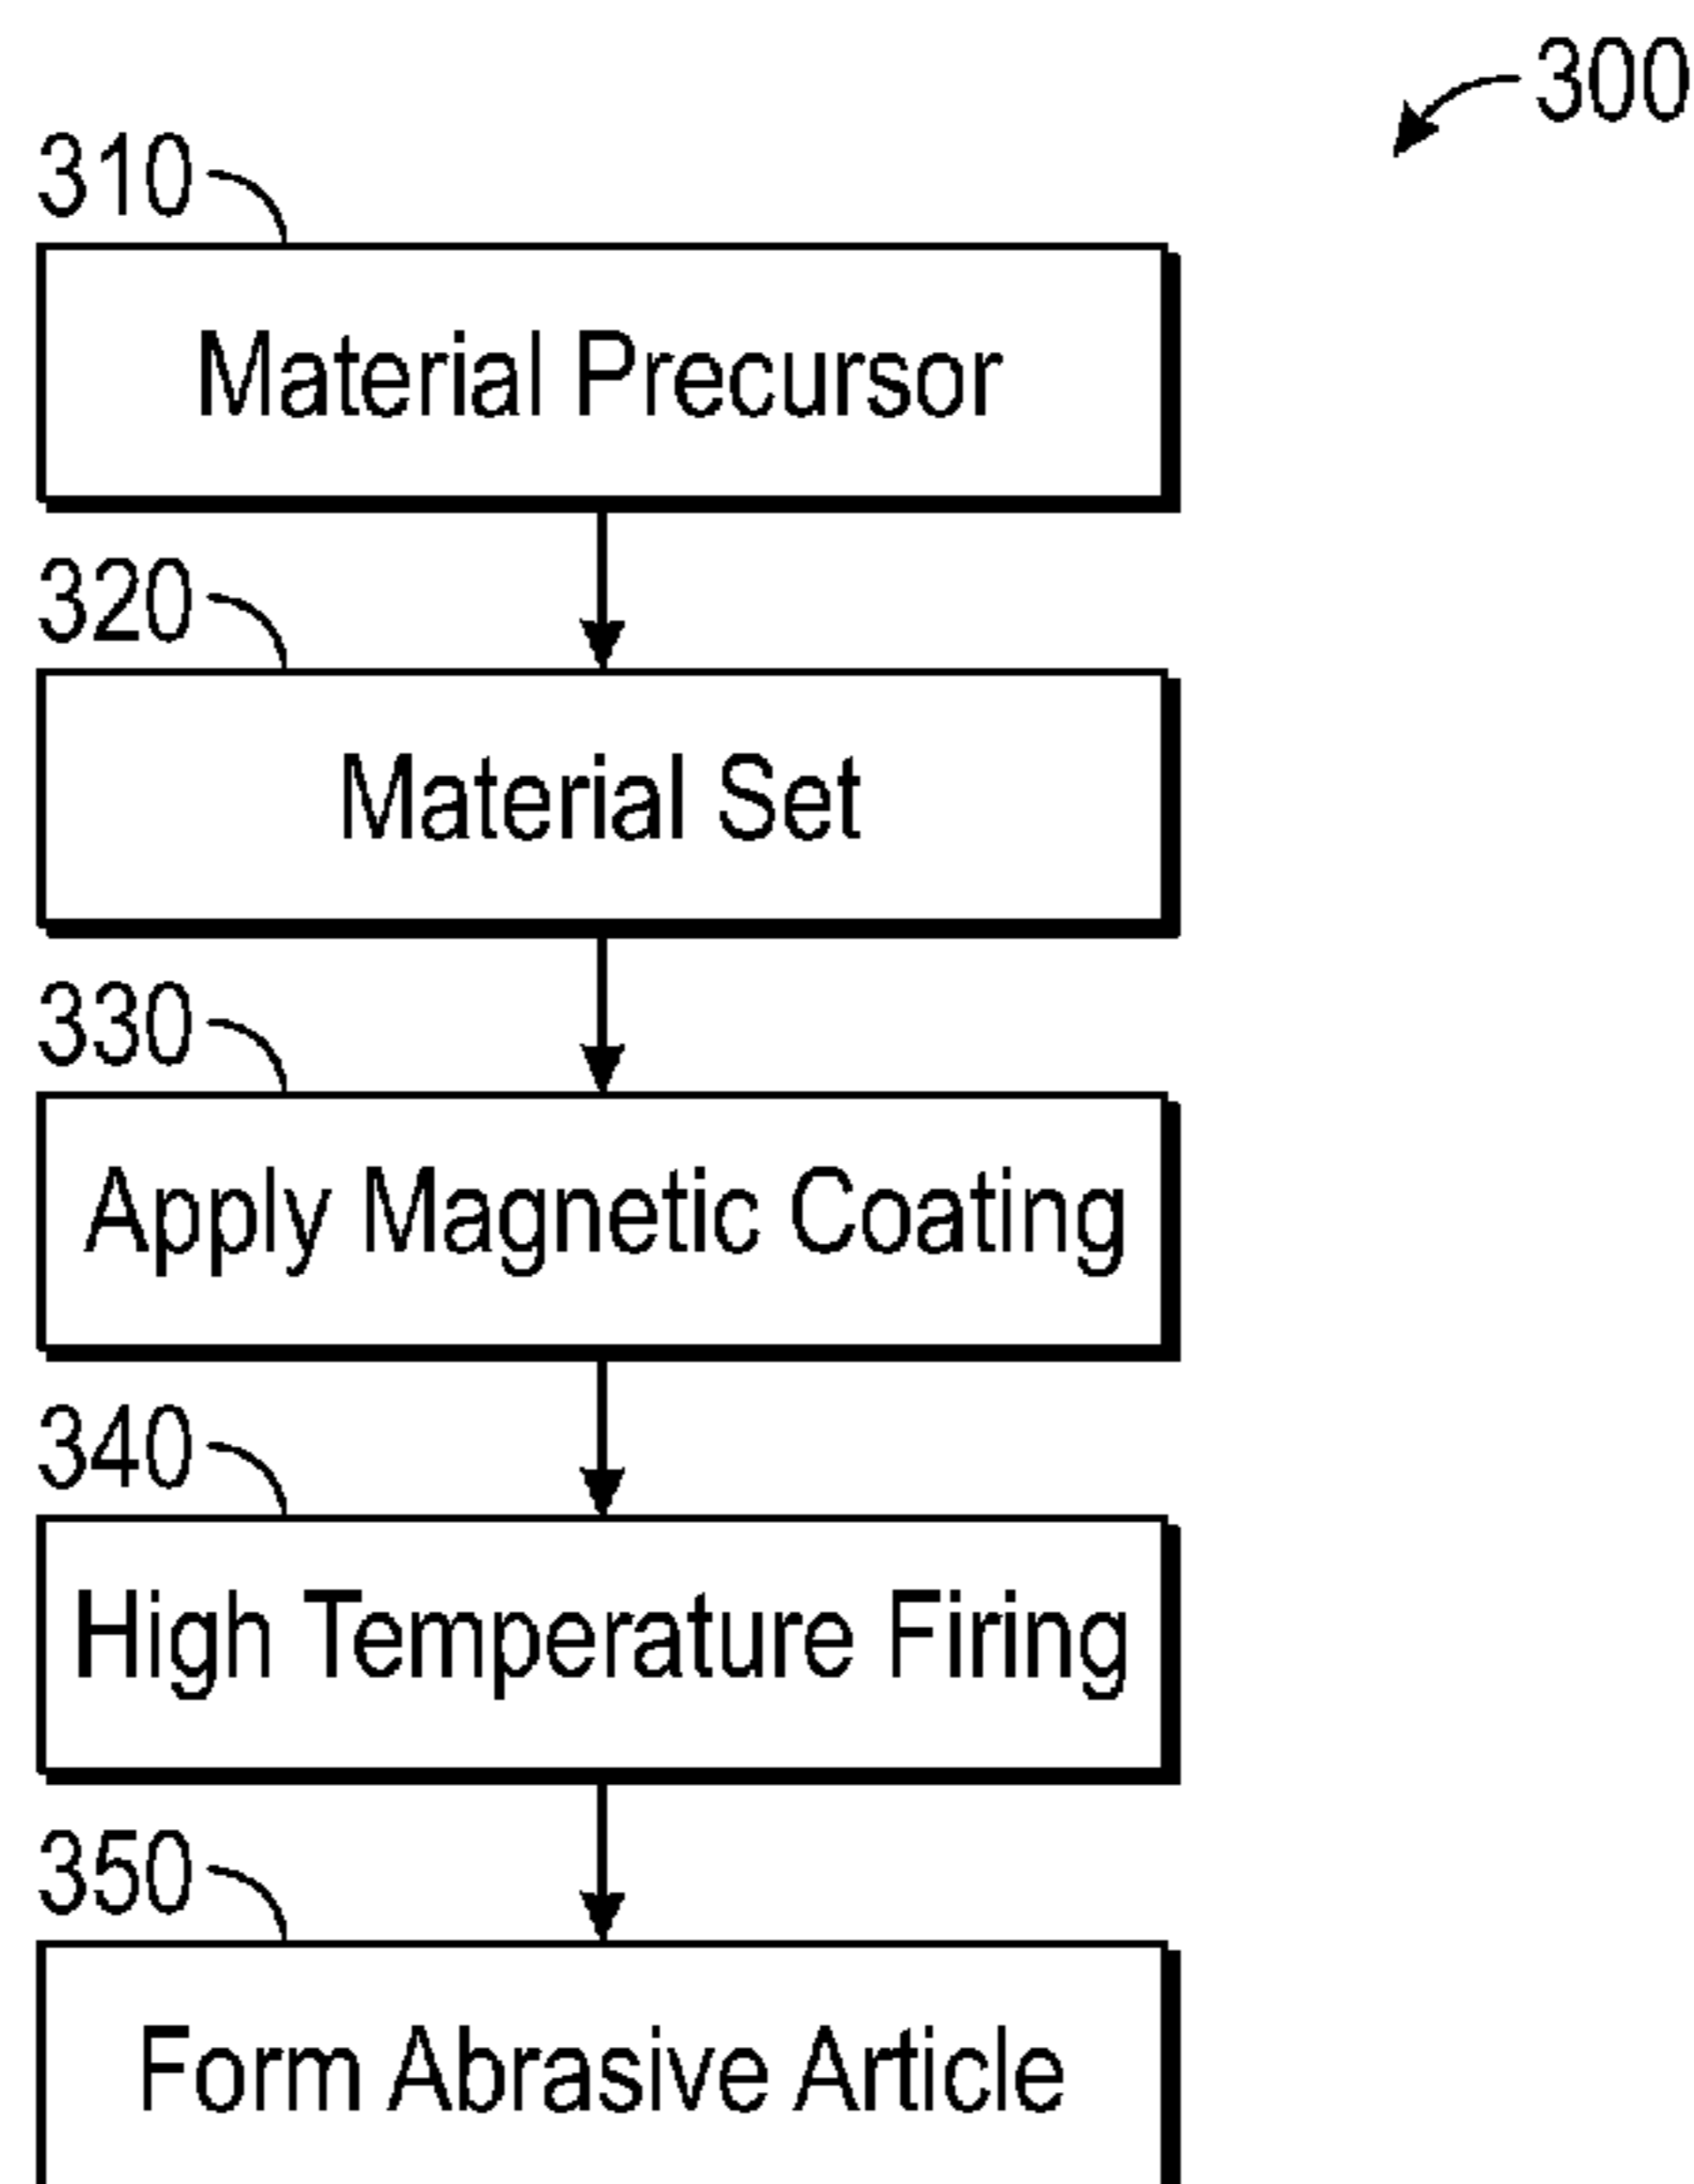 300
310
Material Precursor
320
Material Set
330
Apply Magnetic Coating
340
High Temperature Firing
350
Form Abrasive Article